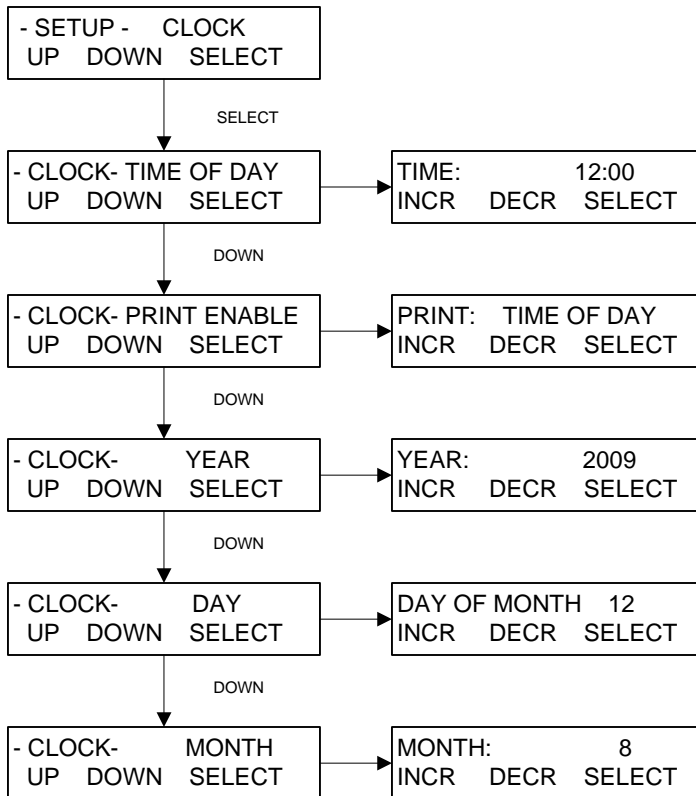 - SETUP - CLOCK
UP DOWN SELECT
SELECT
- CLOCK- TIME OF DAY
UP DOWN SELECT
TIME: 12:00
INCR DECR SELECT
DOWN
- CLOCK- PRINT ENABLE
UP DOWN SELECT
PRINT: TIME OF DAY
INCR DECR SELECT
DOWN
- CLOCK- YEAR
UP DOWN SELECT
YEAR: 2009
INCR DECR SELECT
DOWN
- CLOCK- DAY
UP DOWN SELECT
DAY OF MONTH 12
INCR DECR SELECT
DOWN
- CLOCK- MONTH
UP DOWN SELECT
MONTH: 8
INCR DECR SELECT